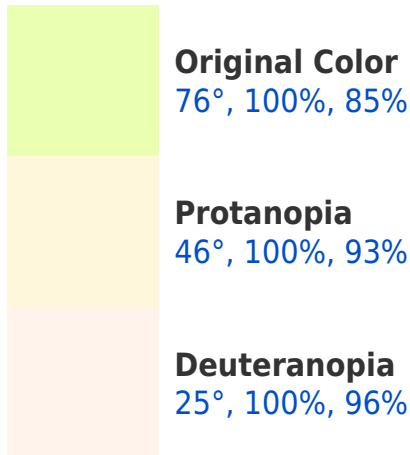 Original Color
76°, 100%, 85%
Protanopia
46°, 100%, 93%
Deuteranopia
25°, 100%, 96%